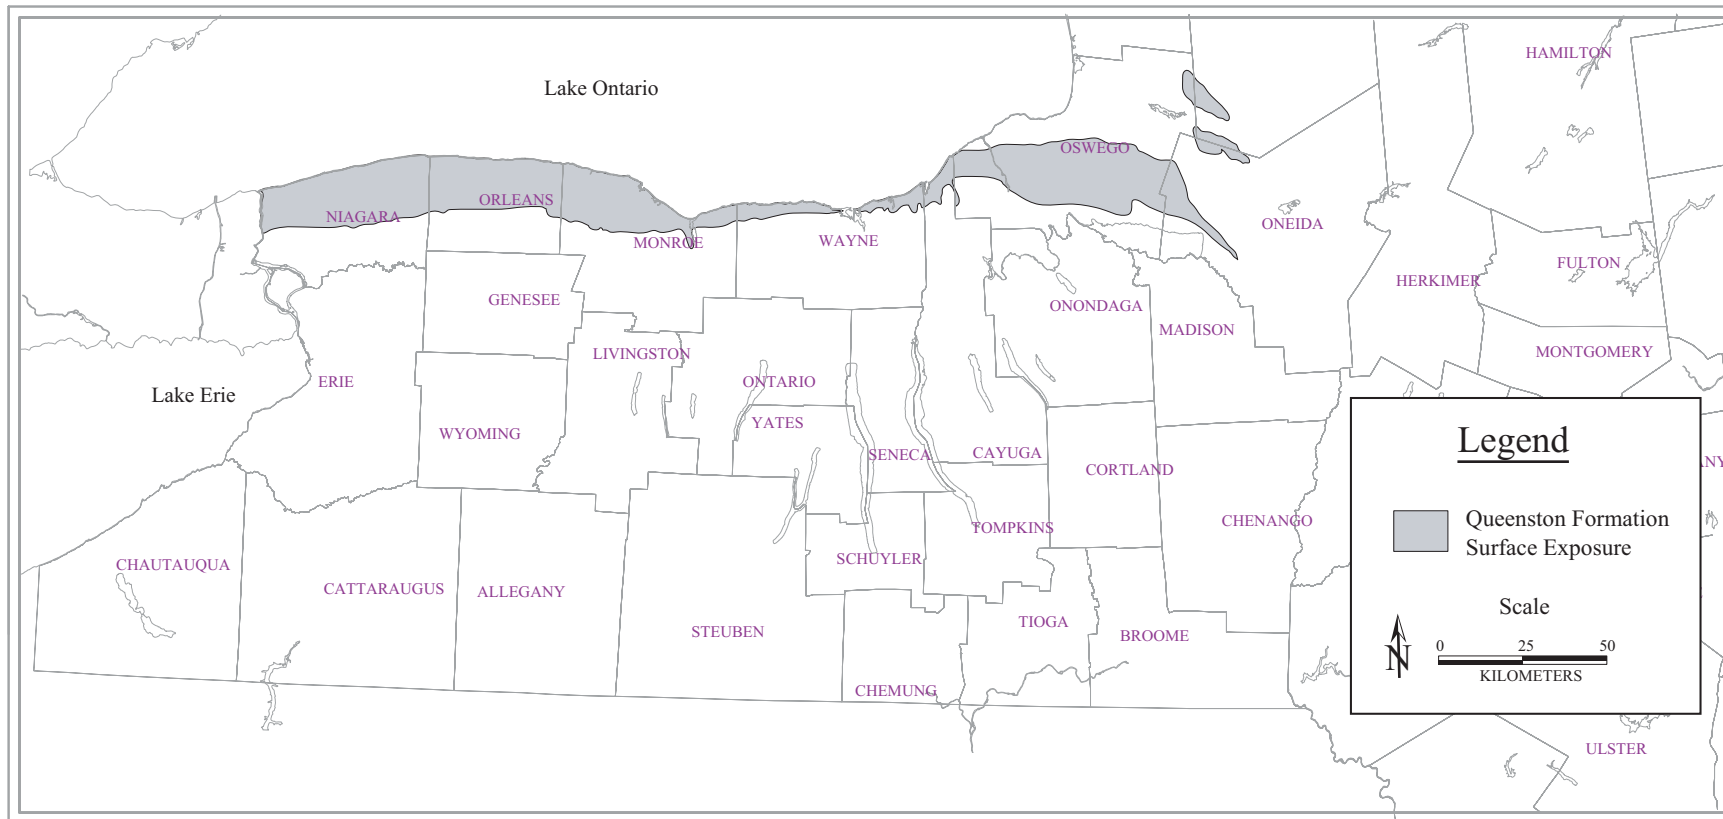 HAMILTON
Lake Ontario
OSWEGO
ORLEANS
NIAGARA
ONEIDA
MONROE
WAYNE
FULTON
HERKIMER
GENESEE
ONONDAGA
MADISON
LIVINGSTON
MONTGOMERY
ERIE
ONTARIO
Lake Erie
YATES
WYOMING
SENECA
CAYUGA
CORTLAND
CHENANGO
TOMPKINS
SCHUYLER
CHAUTAUQUA
CATTARAUGUS
ALLEGANY
STEUBEN
TIOGA
BROOME
CHEMUNG
Legend
NY
Queenston Formation
Surface Exposure
Scale
N
0 25 50
KILOMETERS
ULSTER